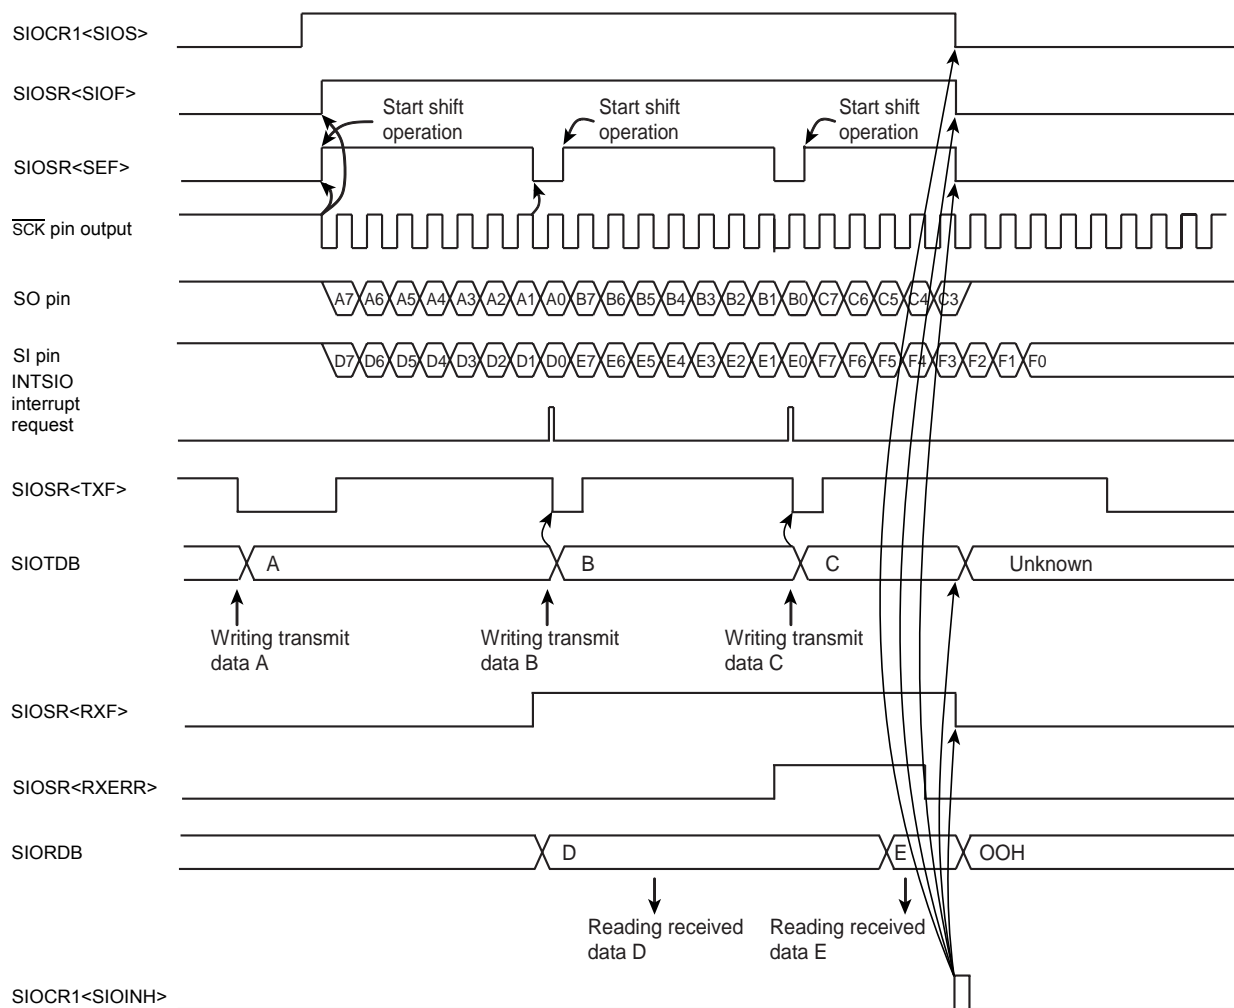 SIOCR1<SIOS>
SIOSR<SIOF>
Start shift operation
Start shift operation
Start shift operation
SIOSR<SEF>
SCK pin output
SO pin
A7 A6 A5 A4 A3 A2 A1 A0 B7 B6 B5 B4 B3 B2 B1 B0 C7 C6 C5 C4 C3
SI pin
D7 D6 D5 D4 D3 D2 D1 D0 E7 E6 E5 E4 E3 E2 E1 E0 F7 F6 F5 F4 F3 F2 F1 F0
INTSIO
interrupt
request
SIOSR<TXF>
SIOTDB
A
B
C
Unknown
Writing transmit
data A
Writing transmit
data B
Writing transmit
data C
SIOSR<RXF>
SIOSR<RXERR>
SIORDB
D
E
OOH
Reading received
data D
Reading received
data E
SIOCR1<SIOINH>